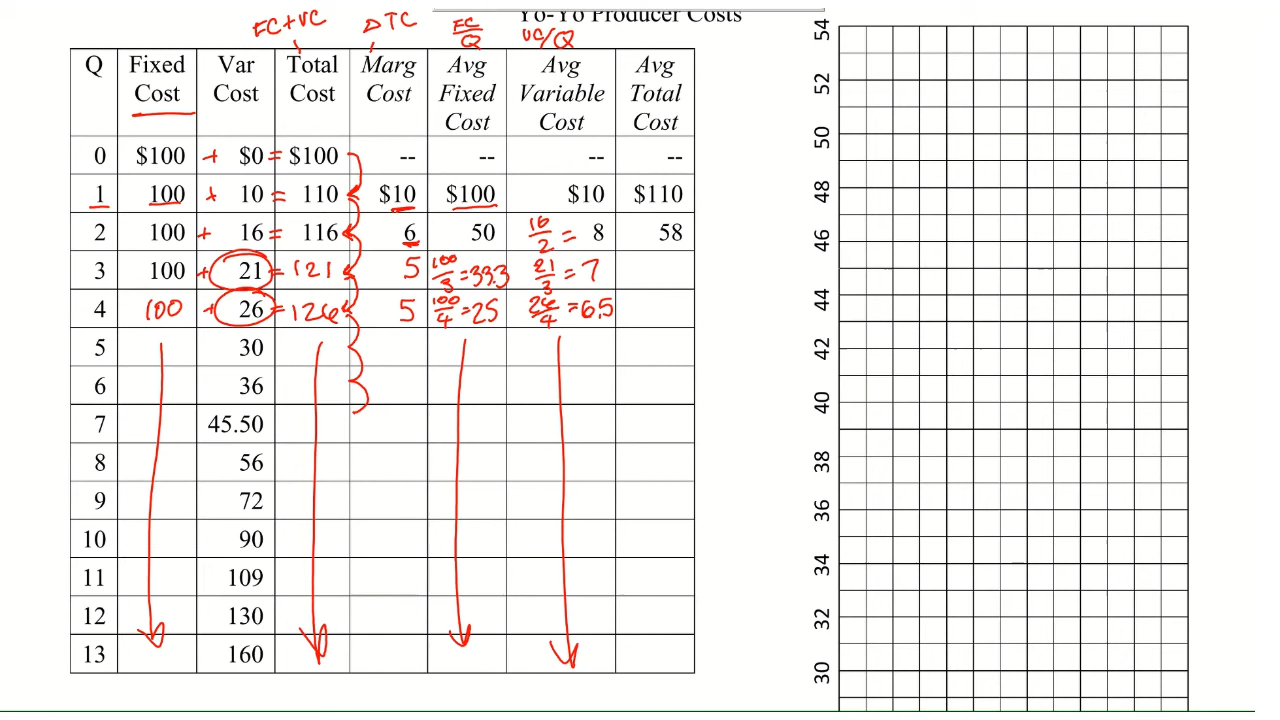 Yo-Yo Producer Costs
FC+VC ΔTC FC/Q VC/Q
Q Fixed Cost Var Cost Total Cost Marg Cost Avg Fixed Cost Avg Variable Cost Avg Total Cost
0 $100 + $0 = $100 -- -- -- --
1 100 + 10 = 110 $10 $100 $10 $110
2 100 + 16 = 116 6 50 16/2 = 8 58
3 100 + 21 = 121 5 100/3 = 33.3 21/3 = 7
4 100 + 26 = 126 5 100/4 = 25 26/4 = 6.5
5 30
6 36
7 45.50
8 56
9 72
10 90
11 109
12 130
13 160
54
52
50
48
46
44
42
40
38
36
34
32
30